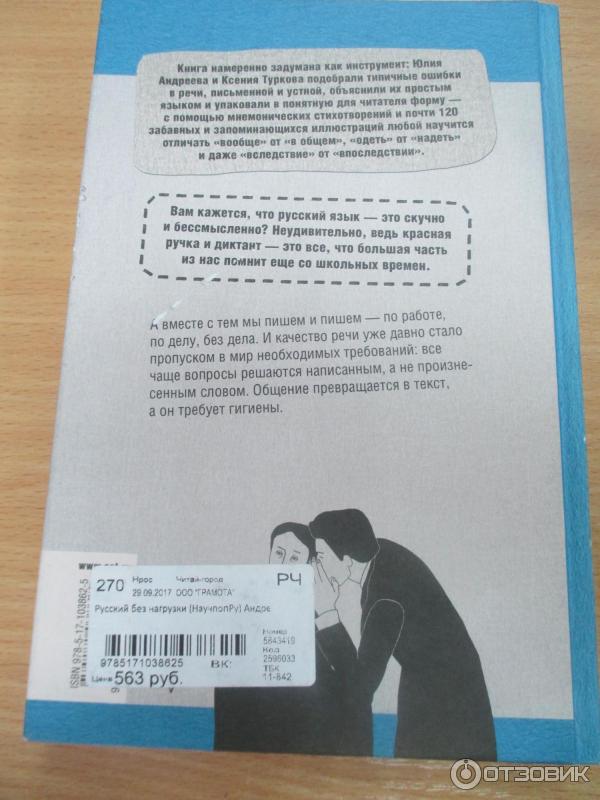 Книга намеренно задумана как инструмент: Юлия
Андреева и Ксения Туркова подобрали типичные ошибки
в речи, письменной и устной, объяснили их простым
языком и упаковали в понятную для читателя форму —
с помощью мнемонических стихотворений и почти 120
забавных и запоминающихся иллюстраций любой научится
отличать «вообще» от «в общем», «одеть» от «надеть»
и даже «вследствие» от «впоследствии».
Вам кажется, что русский язык — это скучно
и бессмысленно? Неудивительно, ведь красная
ручка и диктант — это все, что большая часть
из нас помнит еще со школьных времен.
А вместе с тем мы пишем и пишем — по работе,
по делу, без дела. И качество речи уже давно стало
пропуском в мир необходимых требований: все
чаще вопросы решаются написанным, а не произне-
сенным словом. Общение превращается в текст,
а он требует гигиены.
270 Нрос Читай-город РЧ
29.09.2017 ООО "ГРАМОТА"
Русский без нагрузки (НаучпопРу) Андре
Номер
5843419
Код
2596033
ТБК
11-842
9785171038625 ВК:
Цена 563 руб.
ISBN 978-5-17-103862-5
ОТЗОВИК